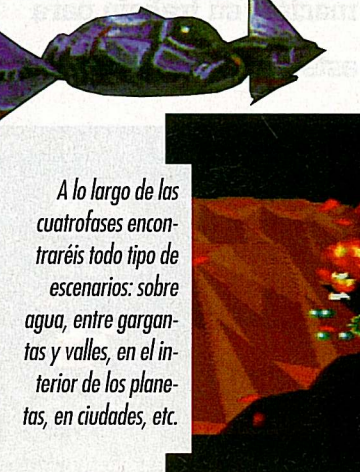 A lo largo de las
cuatrofases encon-
traréis todo tipo de
escenarios: sobre
agua, entre gargan-
tas y valles, en el in-
terior de los plane-
tas, en ciudades, etc.